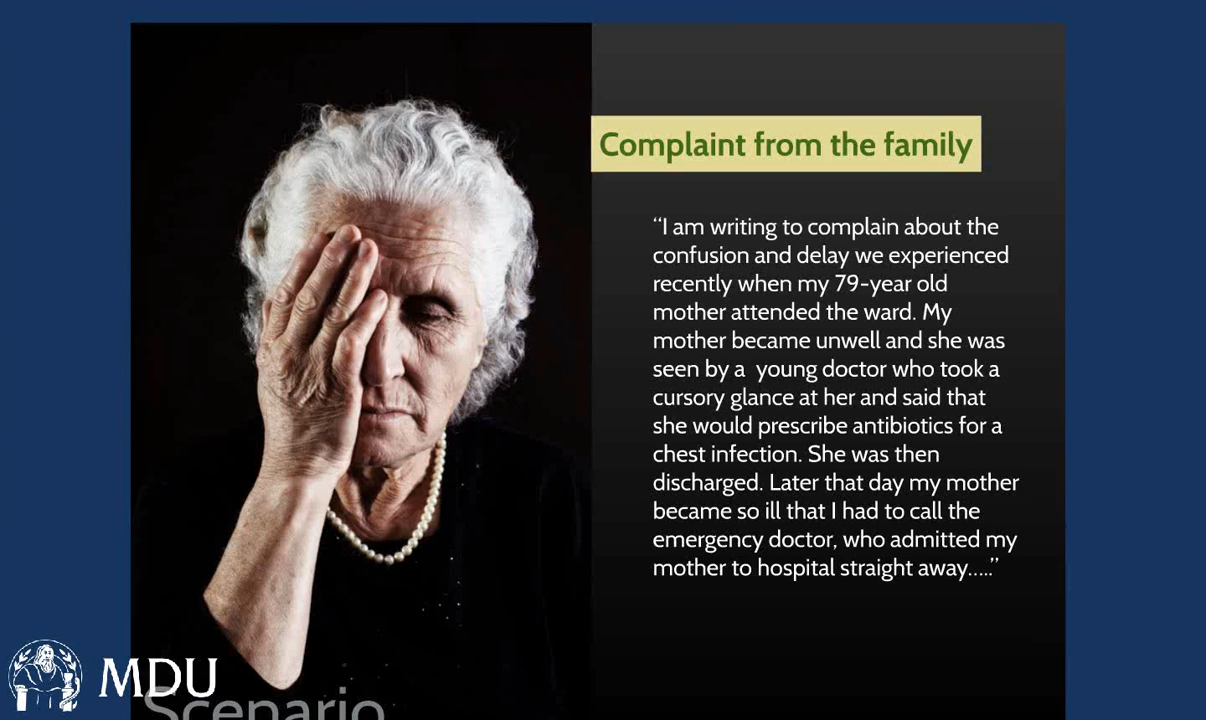 Complaint from the family
“I am writing to complain about the
confusion and delay we experienced
recently when my 79-year old
mother attended the ward. My
mother became unwell and she was
seen by a young doctor who took a
cursory glance at her and said that
she would prescribe antibiotics for a
chest infection. She was then
discharged. Later that day my mother
became so ill that I had to call the
emergency doctor, who admitted my
mother to hospital straight away.....”
MDU
Scenario